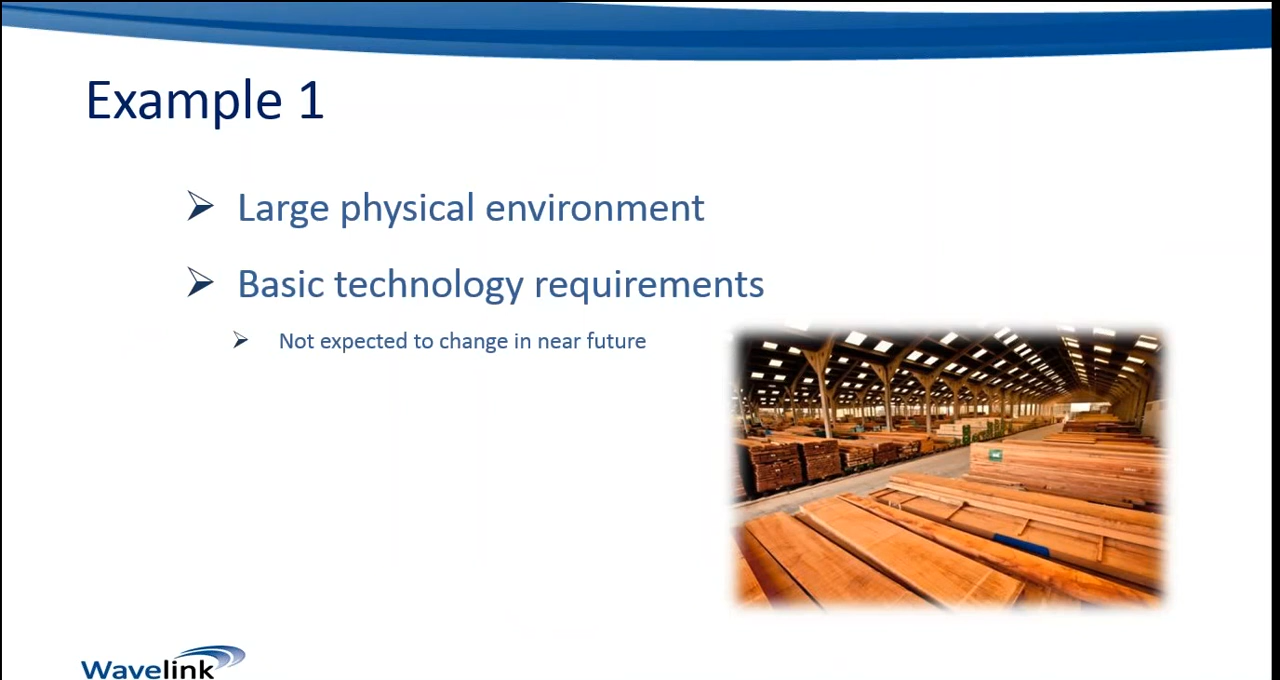 Example 1
Large physical environment
Basic technology requirements
Not expected to change in near future
Wavelink